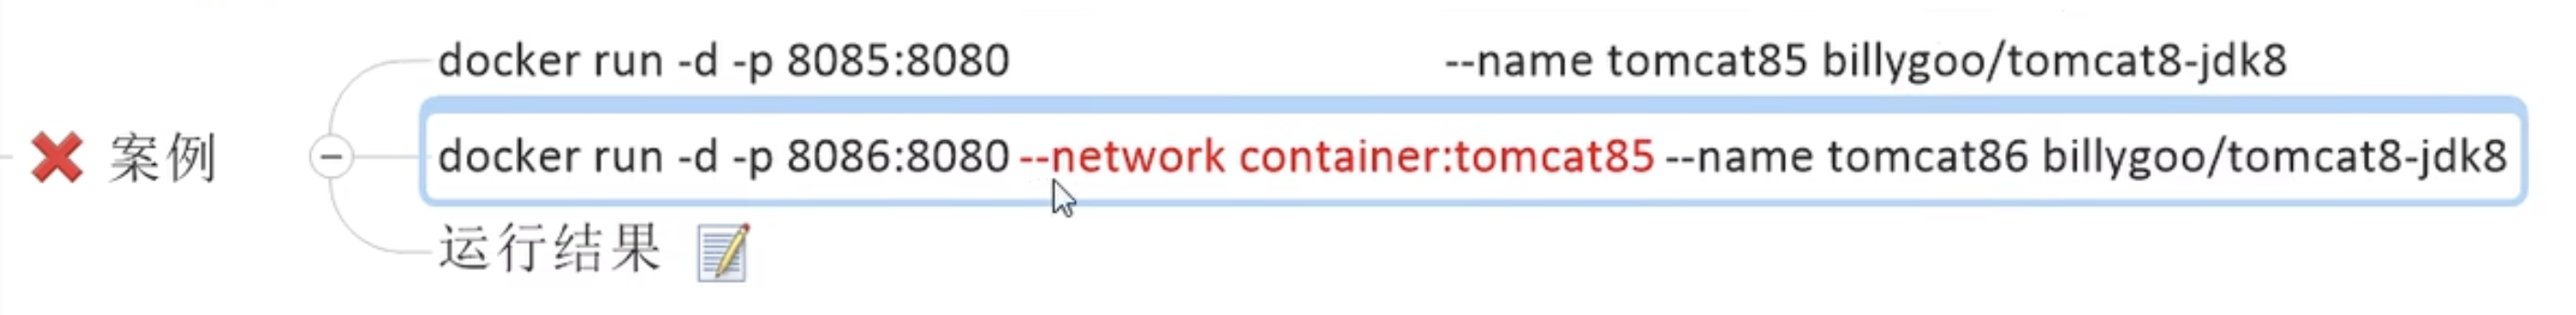 docker run -d -p 8085:8080 --name tomcat85 billygoo/tomcat8-jdk8
案例
docker run -d -p 8086:8080 --network container:tomcat85 --name tomcat86 billygoo/tomcat8-jdk8
运行结果